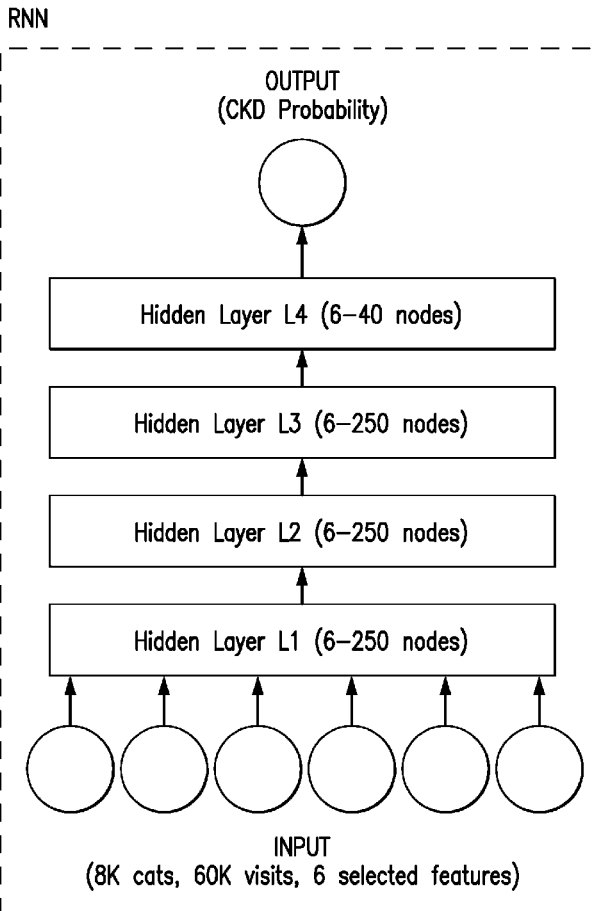 RNN
OUTPUT
(CKD Probability)
Hidden Layer L4 (6–40 nodes)
Hidden Layer L3 (6–250 nodes)
Hidden Layer L2 (6–250 nodes)
Hidden Layer L1 (6–250 nodes)
INPUT
(8K cats, 60K visits, 6 selected features)